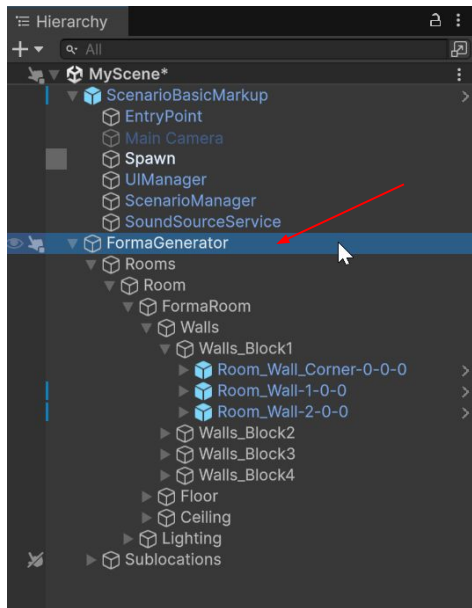 Hierarchy
All
MyScene*
ScenarioBasicMarkup
EntryPoint
Main Camera
Spawn
UIManager
ScenarioManager
SoundSourceService
FormaGenerator
Rooms
Room
FormaRoom
Walls
Walls_Block1
Room_Wall_Corner-0-0-0
Room_Wall-1-0-0
Room_Wall-2-0-0
Walls_Block2
Walls_Block3
Walls_Block4
Floor
Ceiling
Lighting
Sublocations